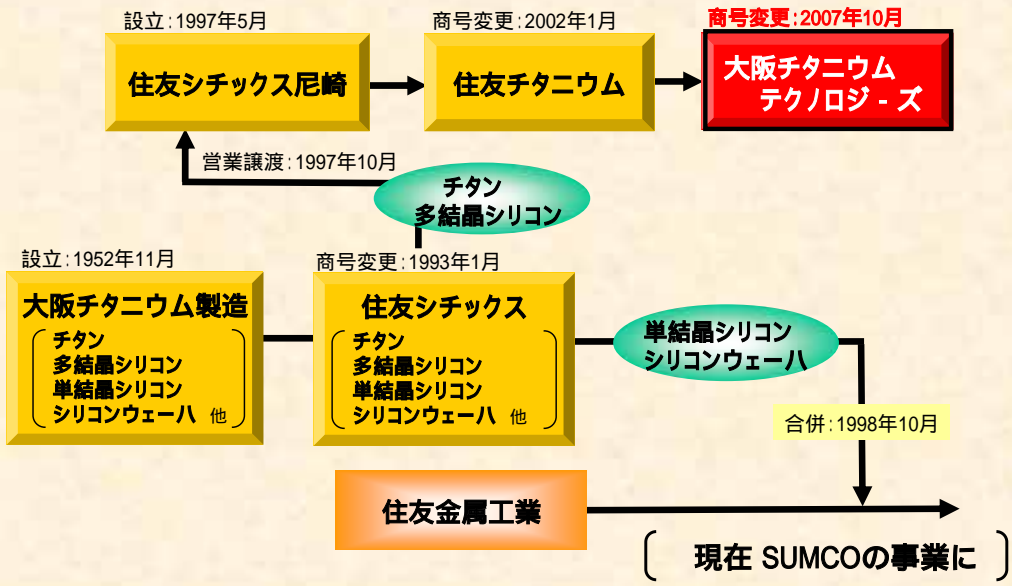 設立:1997年5月
商号変更:2002年1月
商号変更:2007年10月
住友シチックス尼崎
住友チタニウム
大阪チタニウム
テクノロジ-ズ
営業譲渡:1997年10月
チタン
多結晶シリコン
設立:1952年11月
商号変更:1993年1月
大阪チタニウム製造
チタン
多結晶シリコン
単結晶シリコン
シリコンウェーハ 他
住友シチックス
チタン
多結晶シリコン
単結晶シリコン
シリコンウェーハ 他
単結晶シリコン
シリコンウェーハ
合併:1998年10月
住友金属工業
現在 SUMCOの事業に